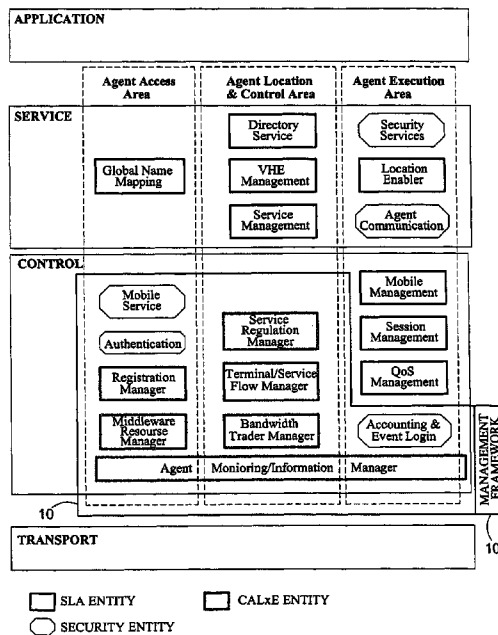 APPLICATION
Agent Access
Area
Agent Location
& Control Area
Agent Execution
Area
SERVICE
Directory
Service
Security
Services
Global Name
Mapping
VHE
Management
Location
Enabler
Service
Management
Agent
Communication
CONTROL
Mobile
Service
Mobile
Management
Authentication
Service
Regulation
Manager
Session
Management
Registration
Manager
Terminal/Service
Flow Manager
QoS
Management
Middleware
Resourse
Manager
Bandwidth
Trader Manager
Accounting &
Event Login
Agent Monioring/Information Manager
MANAGEMENT
FRAMEWORK
10
10
TRANSPORT
SLA ENTITY
CALxE ENTITY
SECURITY ENTITY